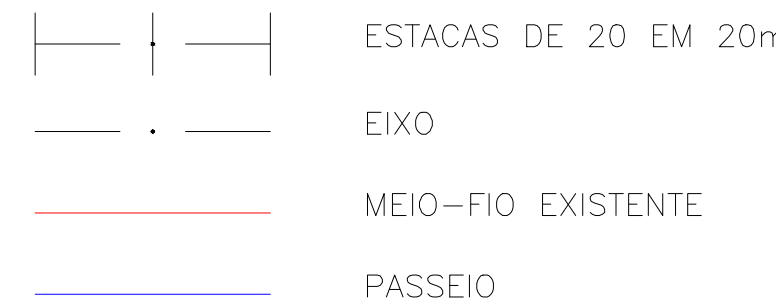 ESTACAS DE 20 EM 20m
EIXO
MEIO-FIO EXISTENTE
PASSEIO